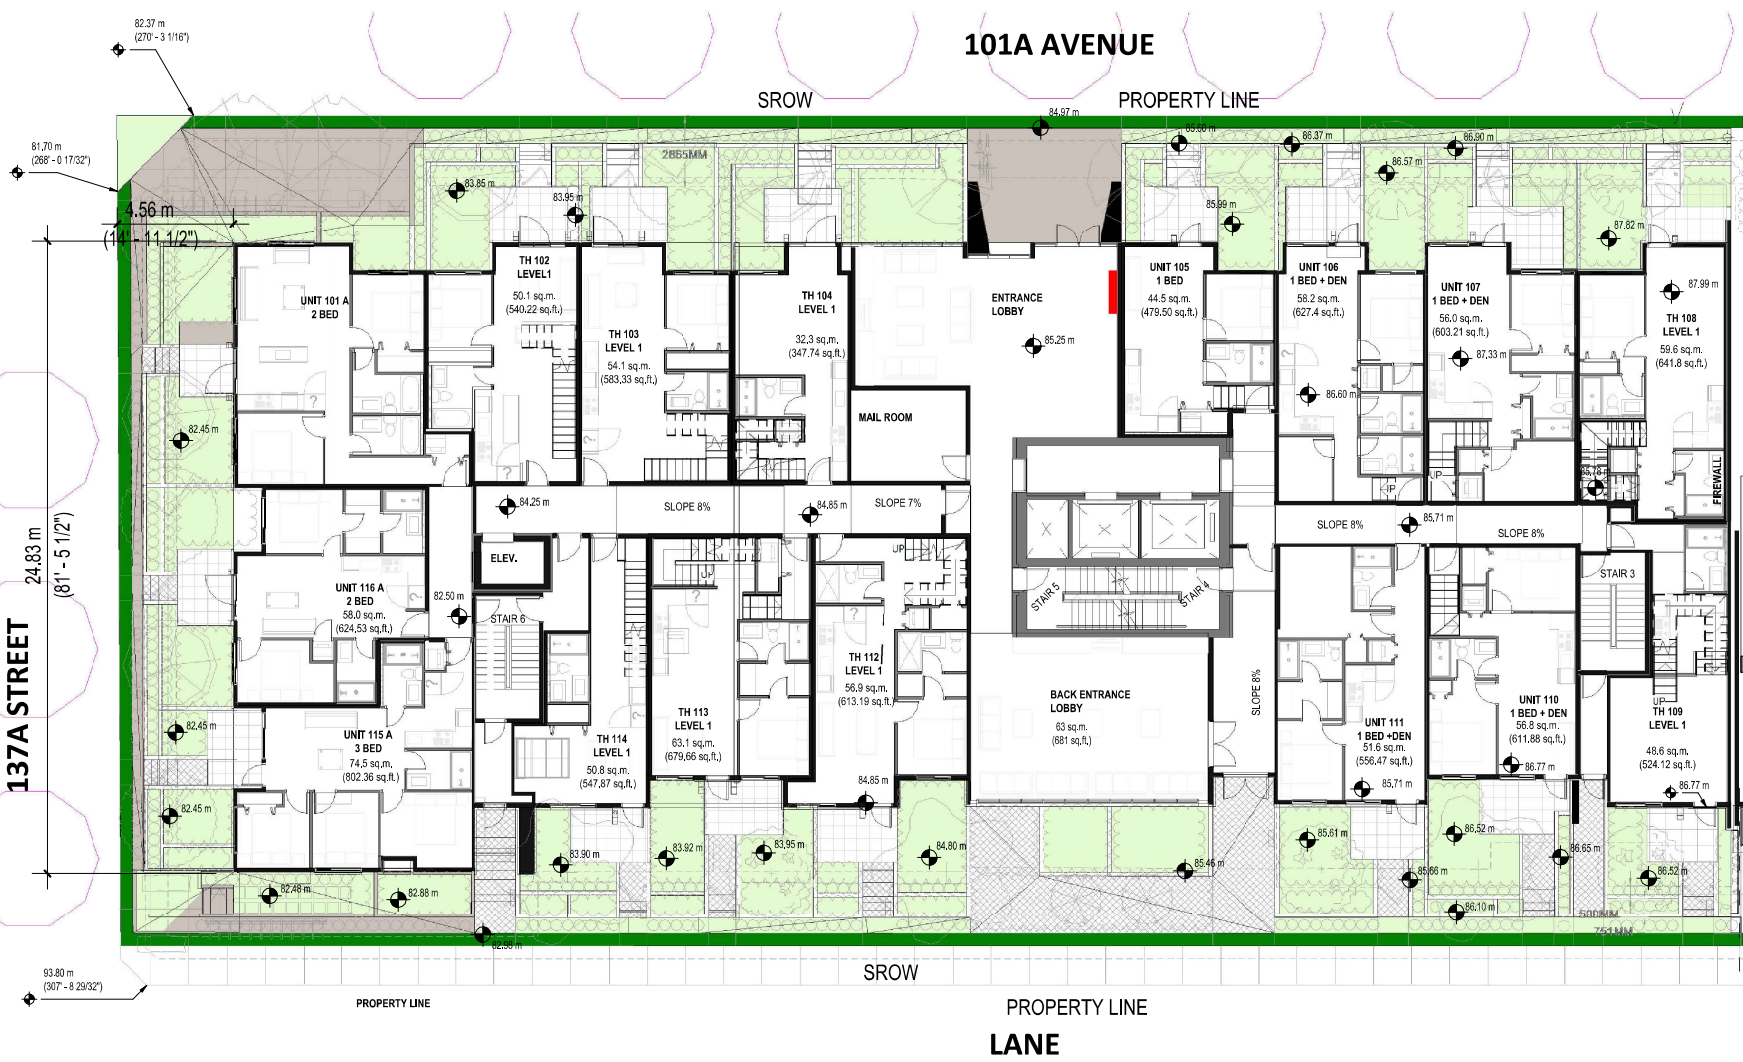 82.37 m
(270' - 3 1/16")
101A AVENUE
SROW
PROPERTY LINE
84.97 m
81.70 m
(268' - 0 17/32")
2865MM
86.37 m
86.90 m
86.57 m
83.85 m
83.95 m
85.99 m
87.82 m
4.56 m
(14' - 11 1/2")
UNIT 101 A
2 BED
TH 102
LEVEL1
50.1 sq.m.
(540.22 sq.ft.)
TH 103
LEVEL 1
54.1 sq.m.
(583.33 sq.ft.)
TH 104
LEVEL 1
32.3 sq.m.
(347.74 sq.ft.)
ENTRANCE
LOBBY
85.25 m
UNIT 105
1 BED
44.5 sq.m.
(479.50 sq.ft.)
UNIT 106
1 BED + DEN
58.2 sq.m.
(627.4 sq.ft.)
86.60 m
UNIT 107
1 BED + DEN
56.0 sq.m.
(603.21 sq.ft.)
87.33 m
87.99 m
TH 108
LEVEL 1
59.6 sq.m.
(641.8 sq.ft.)
MAIL ROOM
82.45 m
UP
UP
FIREWALL
85.78 m
84.25 m
SLOPE 8%
84.85 m
SLOPE 7%
SLOPE 8%
85.71 m
SLOPE 8%
24.83 m
(81' - 5 1/2")
137A STREET
ELEV.
UP
UP
STAIR 3
UNIT 116 A
2 BED
58.0 sq.m.
(624.53 sq.ft.)
82.50 m
STAIR 6
STAIR 5
STAIR 4
TH 112
LEVEL 1
56.9 sq.m.
(613.19 sq.ft.)
BACK ENTRANCE
LOBBY
63 sq.m.
(681 sq.ft.)
SLOPE 8%
UNIT 111
1 BED +DEN
51.6 sq.m.
(556.47 sq.ft.)
85.71 m
UNIT 110
1 BED + DEN
56.8 sq.m.
(611.88 sq.ft.)
86.77 m
UP
TH 109
LEVEL 1
48.6 sq.m.
(524.12 sq.ft.)
86.77 m
82.45 m
UNIT 115 A
3 BED
74.5 sq.m.
(802.36 sq.ft.)
TH 114
LEVEL 1
50.8 sq.m.
(547.87 sq.ft.)
TH 113
LEVEL 1
63.1 sq.m.
(679.66 sq.ft.)
84.85 m
82.45 m
83.90 m
83.92 m
83.95 m
84.80 m
85.46 m
85.61 m
85.66 m
86.52 m
86.65 m
86.52 m
82.48 m
82.88 m
86.10 m
500MM
751MM
82.98 m
93.80 m
(307' - 8 29/32")
SROW
PROPERTY LINE
PROPERTY LINE
LANE